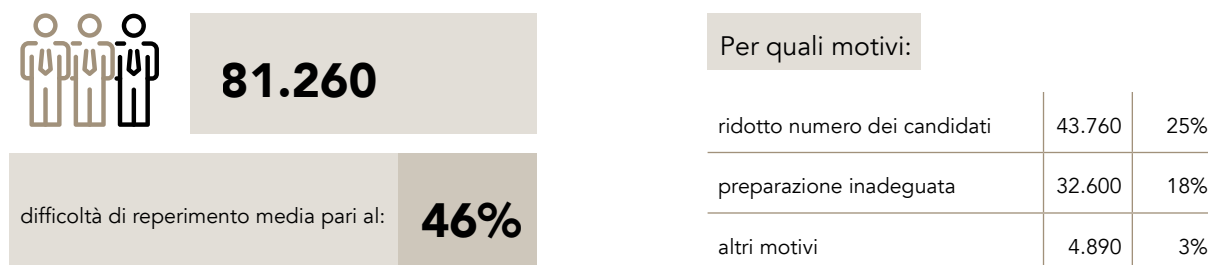 81.260
difficoltà di reperimento media pari al: 46%
Per quali motivi:
ridotto numero dei candidati 43.760 25%
preparazione inadeguata 32.600 18%
altri motivi 4.890 3%